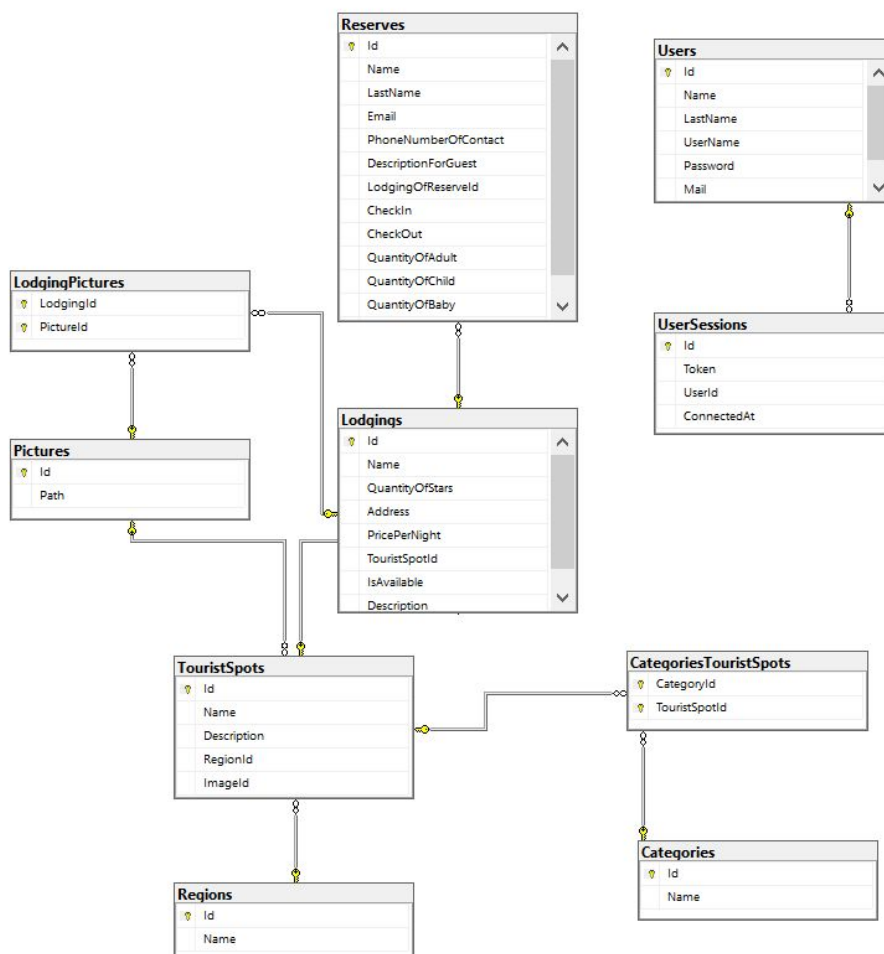 Reserves
Id
Name
LastName
Email
PhoneNumberOfContact
DescriptionForGuest
LodgingOfReserveId
CheckIn
CheckOut
QuantityOfAdult
QuantityOfChild
QuantityOfBaby
Users
Id
Name
LastName
UserName
Password
Mail
LodgingPictures
LodgingId
PictureId
UserSessions
Id
Token
UserId
ConnectedAt
Lodgings
Id
Name
QuantityOfStars
Address
PricePerNight
TouristSpotId
IsAvailable
Description
Pictures
Id
Path
TouristSpots
Id
Name
Description
RegionId
ImageId
CategoriesTouristSpots
CategoryId
TouristSpotId
Categories
Id
Name
Regions
Id
Name